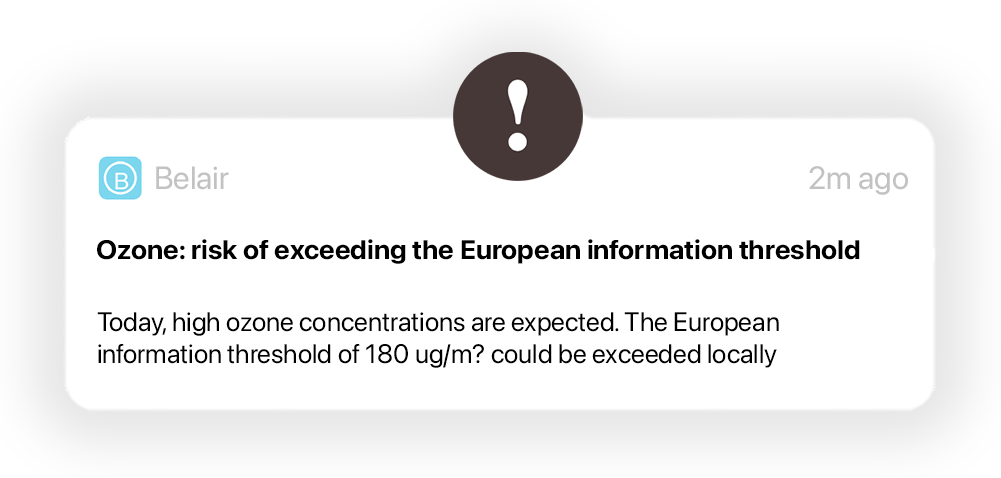 !
B Belair 2m ago
Ozone: risk of exceeding the European information threshold
Today, high ozone concentrations are expected. The European
information threshold of 180 ug/m? could be exceeded locally